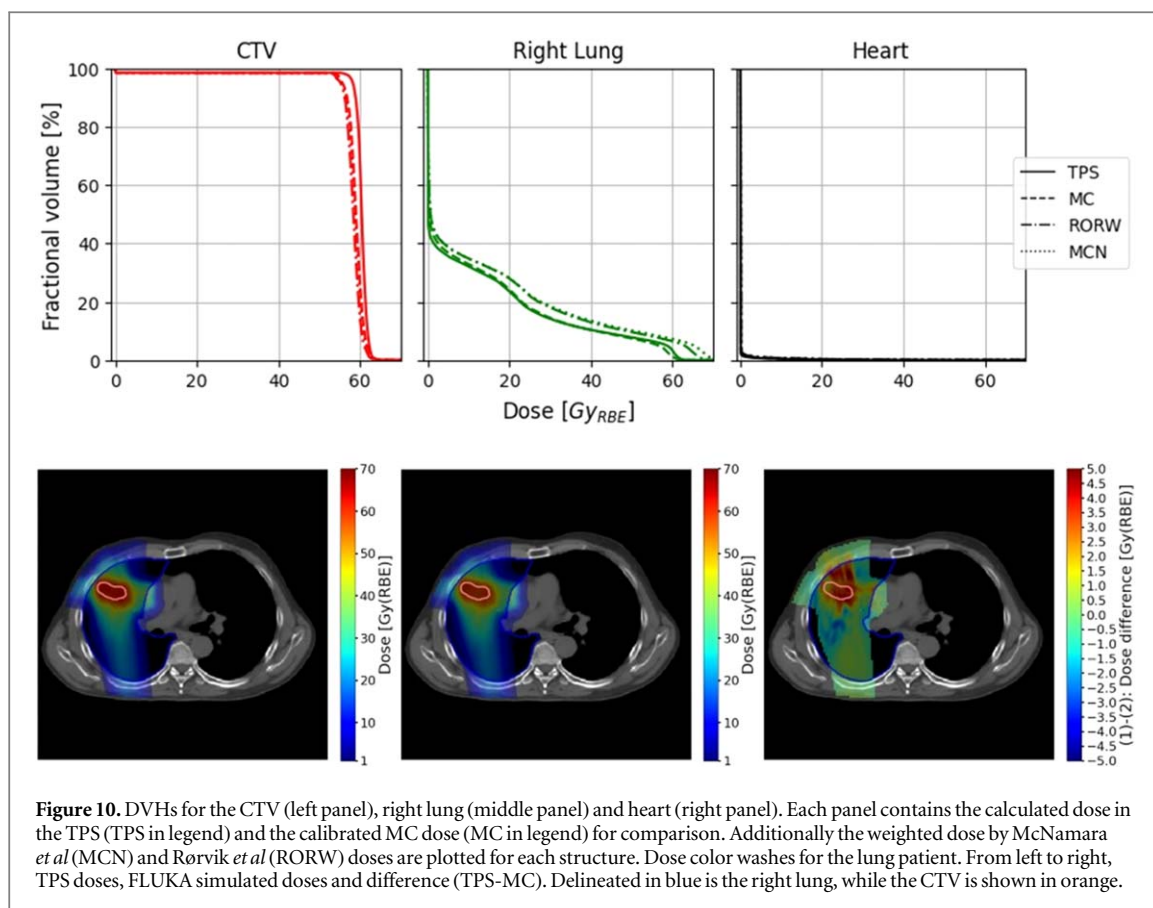 CTV
Right Lung
Heart
Fractional volume [%]
100
80
60
40
20
0
0 20 40 60
0 20 40 60
0 20 40 60
Dose [Gy_RBE]
TPS
MC
RORW
MCN
70
60
50
40
30
20
10
1
Dose [Gy(RBE)]
70
60
50
40
30
20
10
1
Dose [Gy(RBE)]
5.0
4.5
4.0
3.5
3.0
2.5
2.0
1.5
1.0
0.5
0.0
−0.5
−1.0
−1.5
−2.0
−2.5
−3.0
−3.5
−4.0
−4.5
−5.0
(1)-(2): Dose difference [Gy(RBE)]
Figure 10. DVHs for the CTV (left panel), right lung (middle panel) and heart (right panel). Each panel contains the calculated dose in
the TPS (TPS in legend) and the calibrated MC dose (MC in legend) for comparison. Additionally the weighted dose by McNamara
et al (MCN) and Rørvik et al (RORW) doses are plotted for each structure. Dose color washes for the lung patient. From left to right,
TPS doses, FLUKA simulated doses and difference (TPS-MC). Delineated in blue is the right lung, while the CTV is shown in orange.